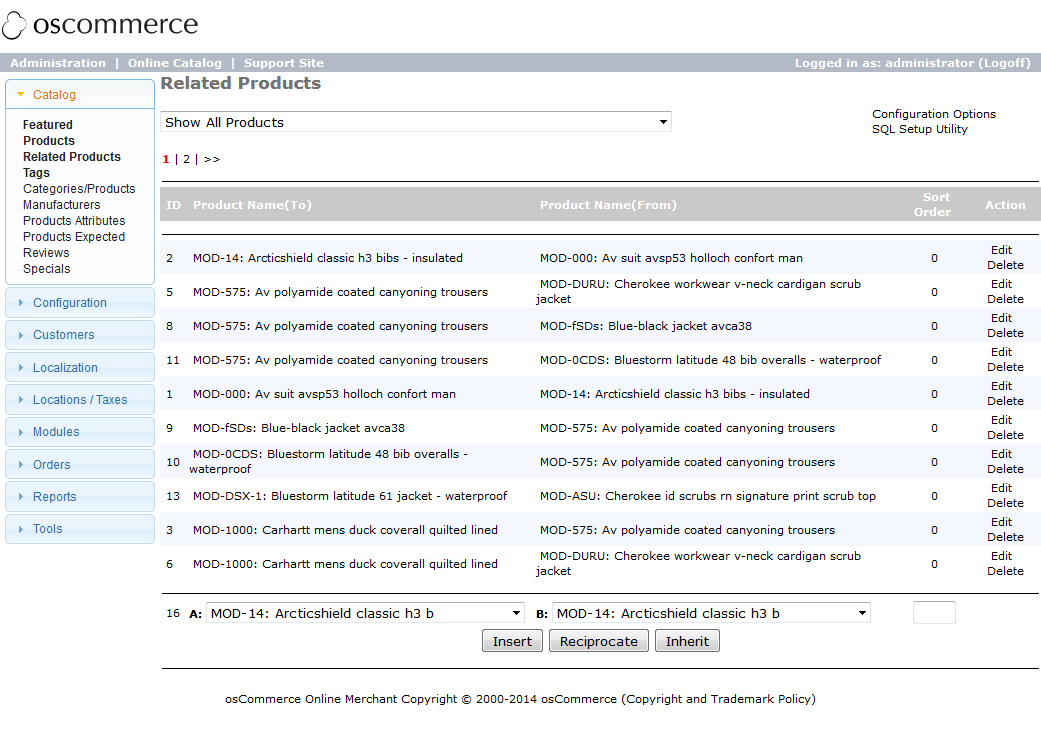 oscommerce
Administration | Online Catalog | Support Site
Logged in as: administrator (Logoff)
Catalog
Featured
Products
Related Products
Tags
Categories/Products
Manufacturers
Products Attributes
Products Expected
Reviews
Specials
Configuration
Customers
Localization
Locations / Taxes
Modules
Orders
Reports
Tools
Related Products
Show All Products
Configuration Options
SQL Setup Utility
1 | 2 | >>
ID Product Name(To) Product Name(From) Sort Order Action
2 MOD-14: Arcticshield classic h3 bibs - insulated MOD-000: Av suit avsp53 holloch confort man 0 Edit Delete
5 MOD-575: Av polyamide coated canyoning trousers MOD-DURU: Cherokee workwear v-neck cardigan scrub jacket 0 Edit Delete
8 MOD-575: Av polyamide coated canyoning trousers MOD-fSDs: Blue-black jacket avca38 0 Edit Delete
11 MOD-575: Av polyamide coated canyoning trousers MOD-0CDS: Bluestorm latitude 48 bib overalls - waterproof 0 Edit Delete
1 MOD-000: Av suit avsp53 holloch confort man MOD-14: Arcticshield classic h3 bibs - insulated 0 Edit Delete
9 MOD-fSDs: Blue-black jacket avca38 MOD-575: Av polyamide coated canyoning trousers 0 Edit Delete
10 MOD-0CDS: Bluestorm latitude 48 bib overalls - waterproof MOD-575: Av polyamide coated canyoning trousers 0 Edit Delete
13 MOD-DSX-1: Bluestorm latitude 61 jacket - waterproof MOD-ASU: Cherokee id scrubs rn signature print scrub top 0 Edit Delete
3 MOD-1000: Carhartt mens duck coverall quilted lined MOD-575: Av polyamide coated canyoning trousers 0 Edit Delete
6 MOD-1000: Carhartt mens duck coverall quilted lined MOD-DURU: Cherokee workwear v-neck cardigan scrub jacket 0 Edit Delete
16 A: MOD-14: Arcticshield classic h3 b B: MOD-14: Arcticshield classic h3 b
Insert Reciprocate Inherit
osCommerce Online Merchant Copyright © 2000-2014 osCommerce (Copyright and Trademark Policy)